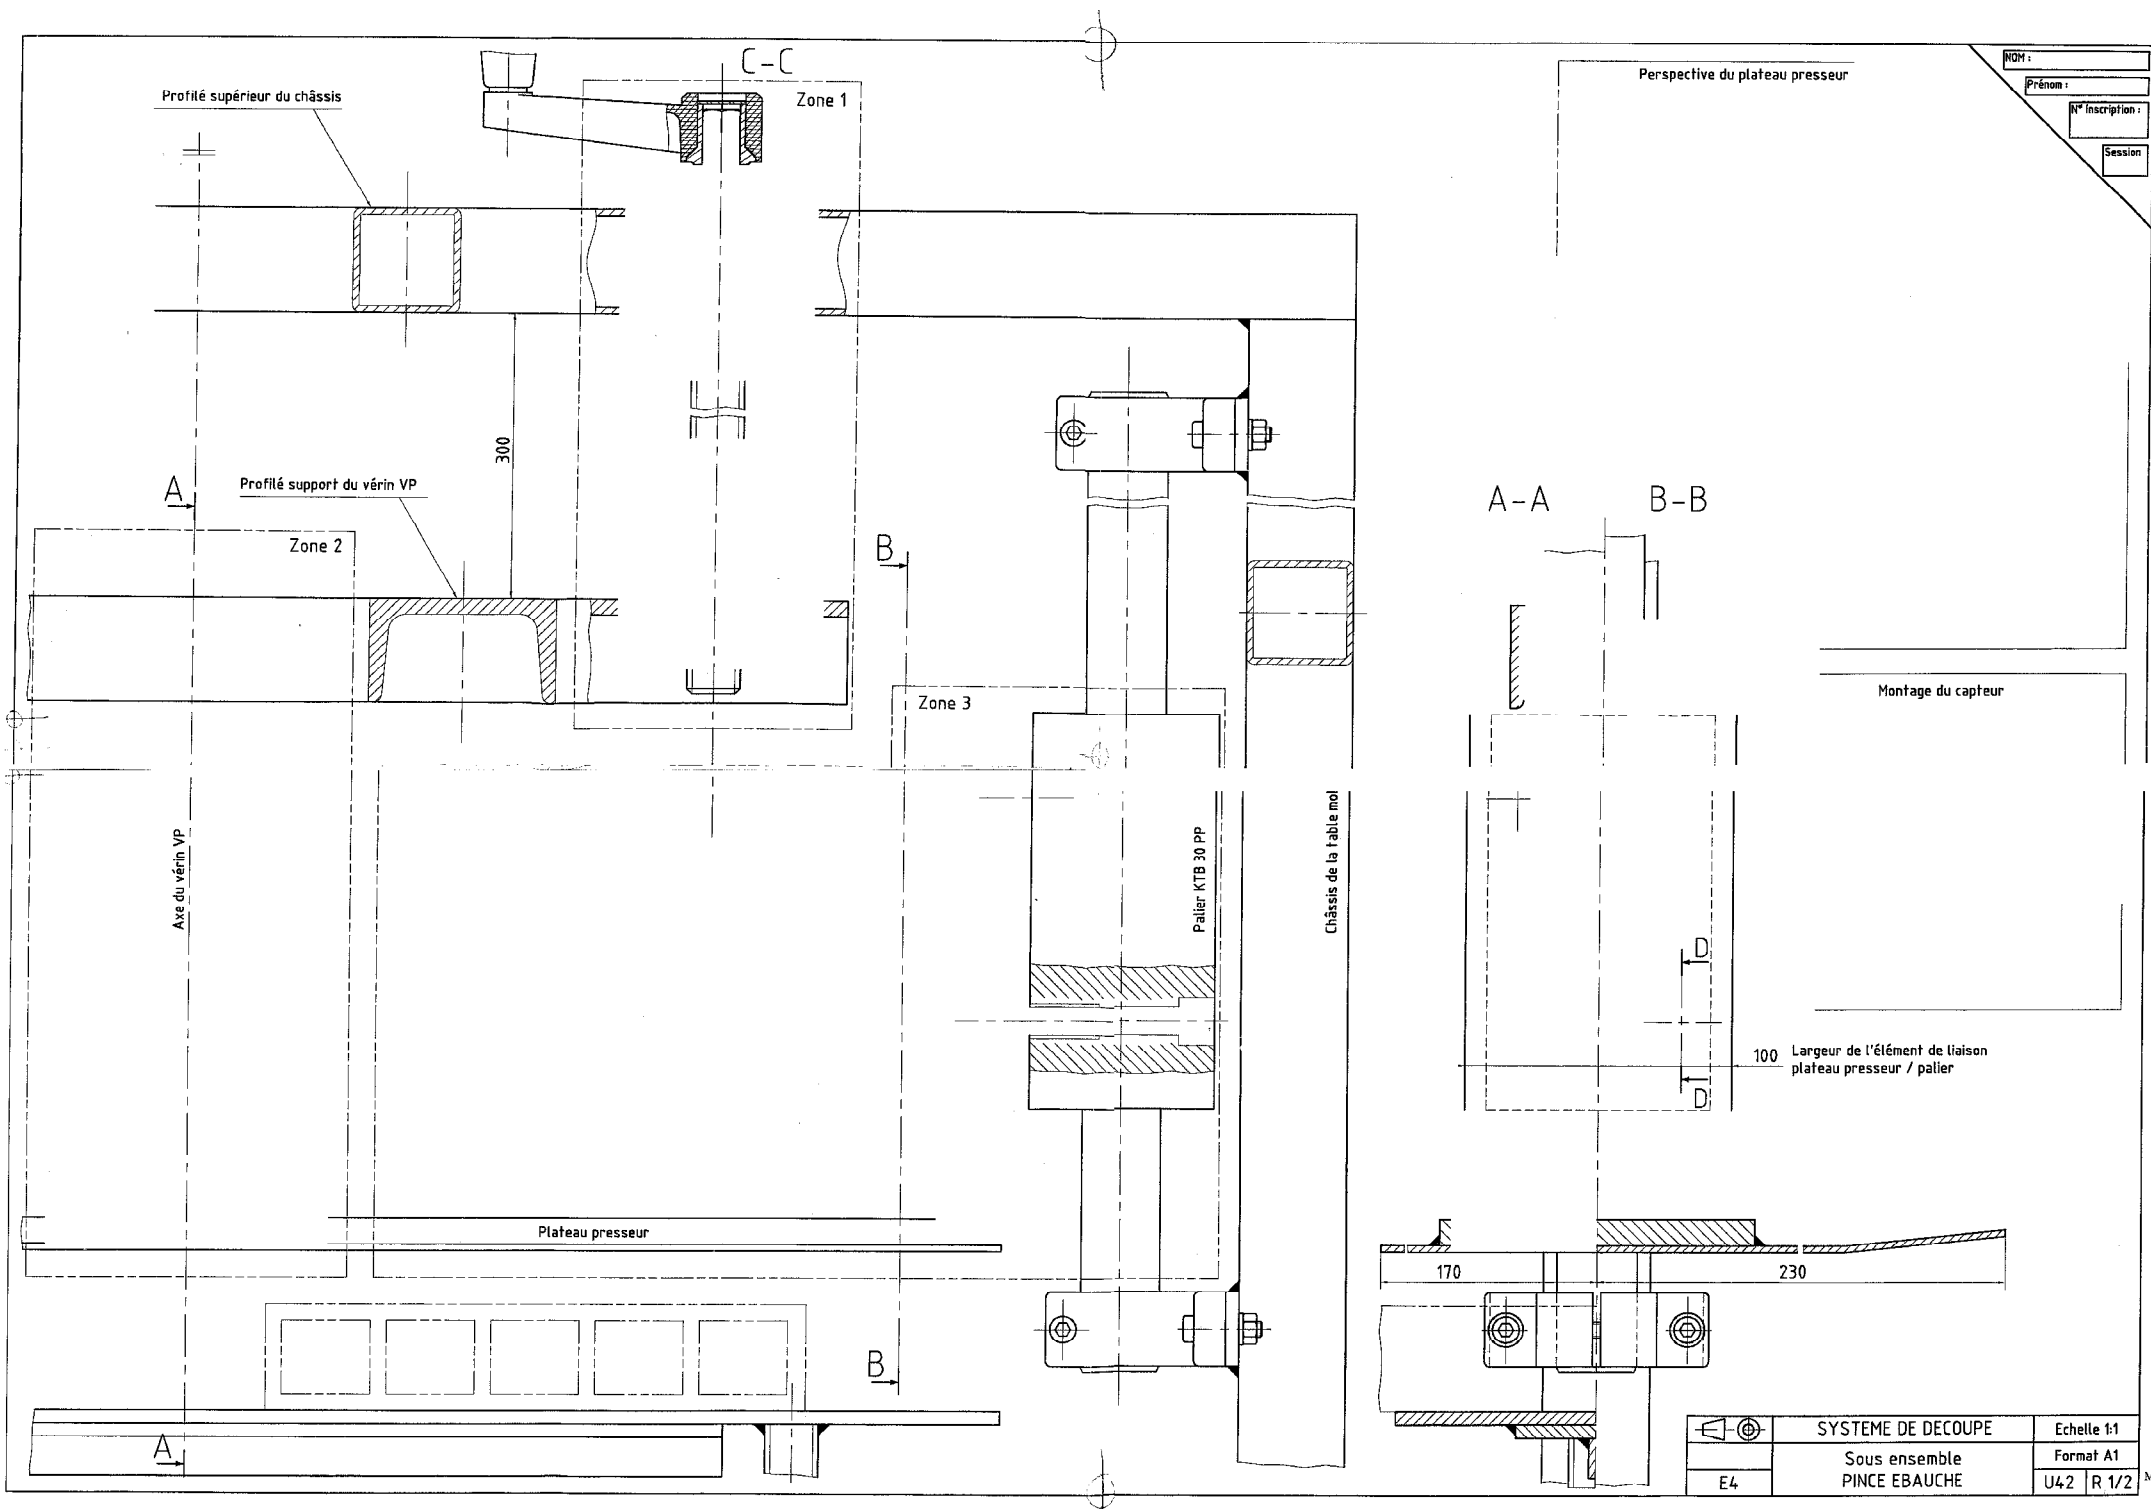 C-C
Zone 1
Profilé supérieur du châssis
Perspective du plateau presseur
NOM :
Prénom :
N° inscription :
Session
300
A
Profilé support du vérin VP
Zone 2
B
A-A
B-B
Zone 3
Montage du capteur
Axe du vérin VP
Palier KTB 30 PP
Châssis de la table mol
D
100
Largeur de l'élément de liaison
plateau presseur / palier
D
Plateau presseur
170
230
B
A
SYSTEME DE DECOUPE
Echelle 1:1
Sous ensemble
PINCE EBAUCHE
Format A1
E4
U42
R 1/2